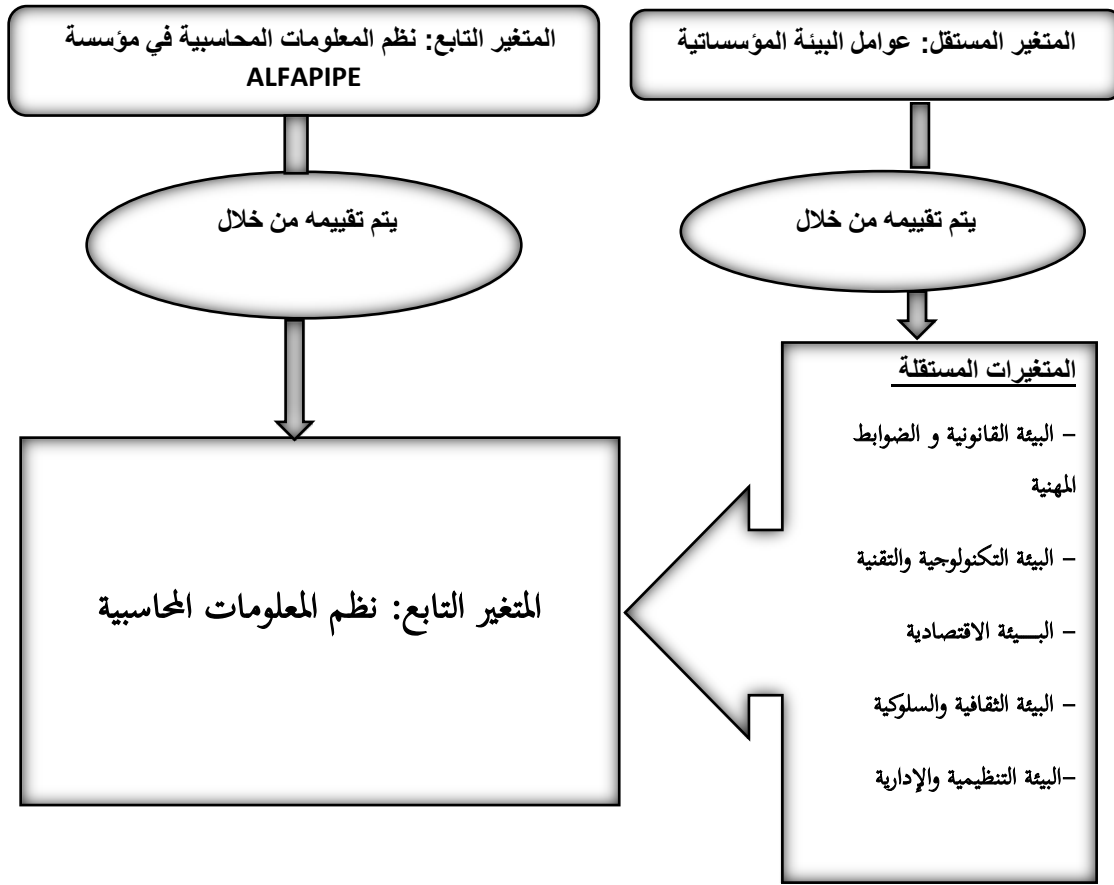 المتغير المستقل: عوامل البيئة المؤسساتية
المتغير التابع: نظم المعلومات المحاسبية في مؤسسة
ALFAPIPE
يتم تقييمه من خلال
يتم تقييمه من خلال
المتغيرات المستقلة
– البيئة القانونية و الضوابط
المهنية
– البيئة التكنولوجية والتقنية
– البـــيئة الاقتصادية
– البيئة الثقافية والسلوكية
–البيئة التنظيمية والإدارية
المتغير التابع: نظم المعلومات المحاسبية